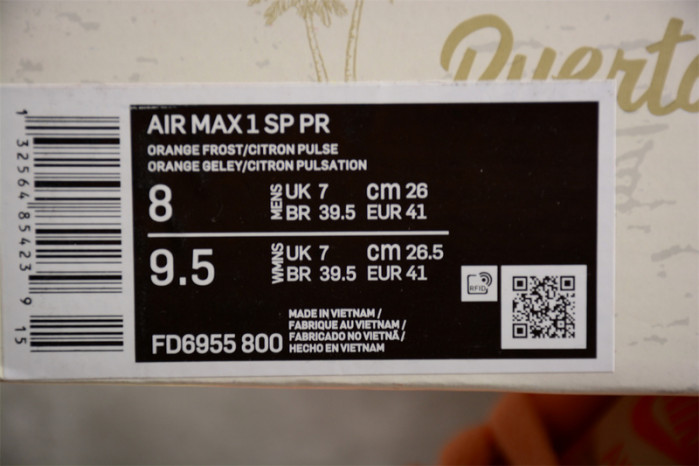 Puerto
AIR MAX 1 SP PR
ORANGE FROST/CITRON PULSE
ORANGE GELEY/CITRON PULSATION
8 MENS UK 7 cm 26
BR 39.5 EUR 41
9.5 WMNS UK 7 cm 26.5
BR 39.5 EUR 41
RFID
FD6955 800
MADE IN VIETNAM /
FABRIQUE AU VIETNAM /
FABRICADO NO VIETNÃ /
HECHO EN VIETNAM
1 32564 85423 9 15